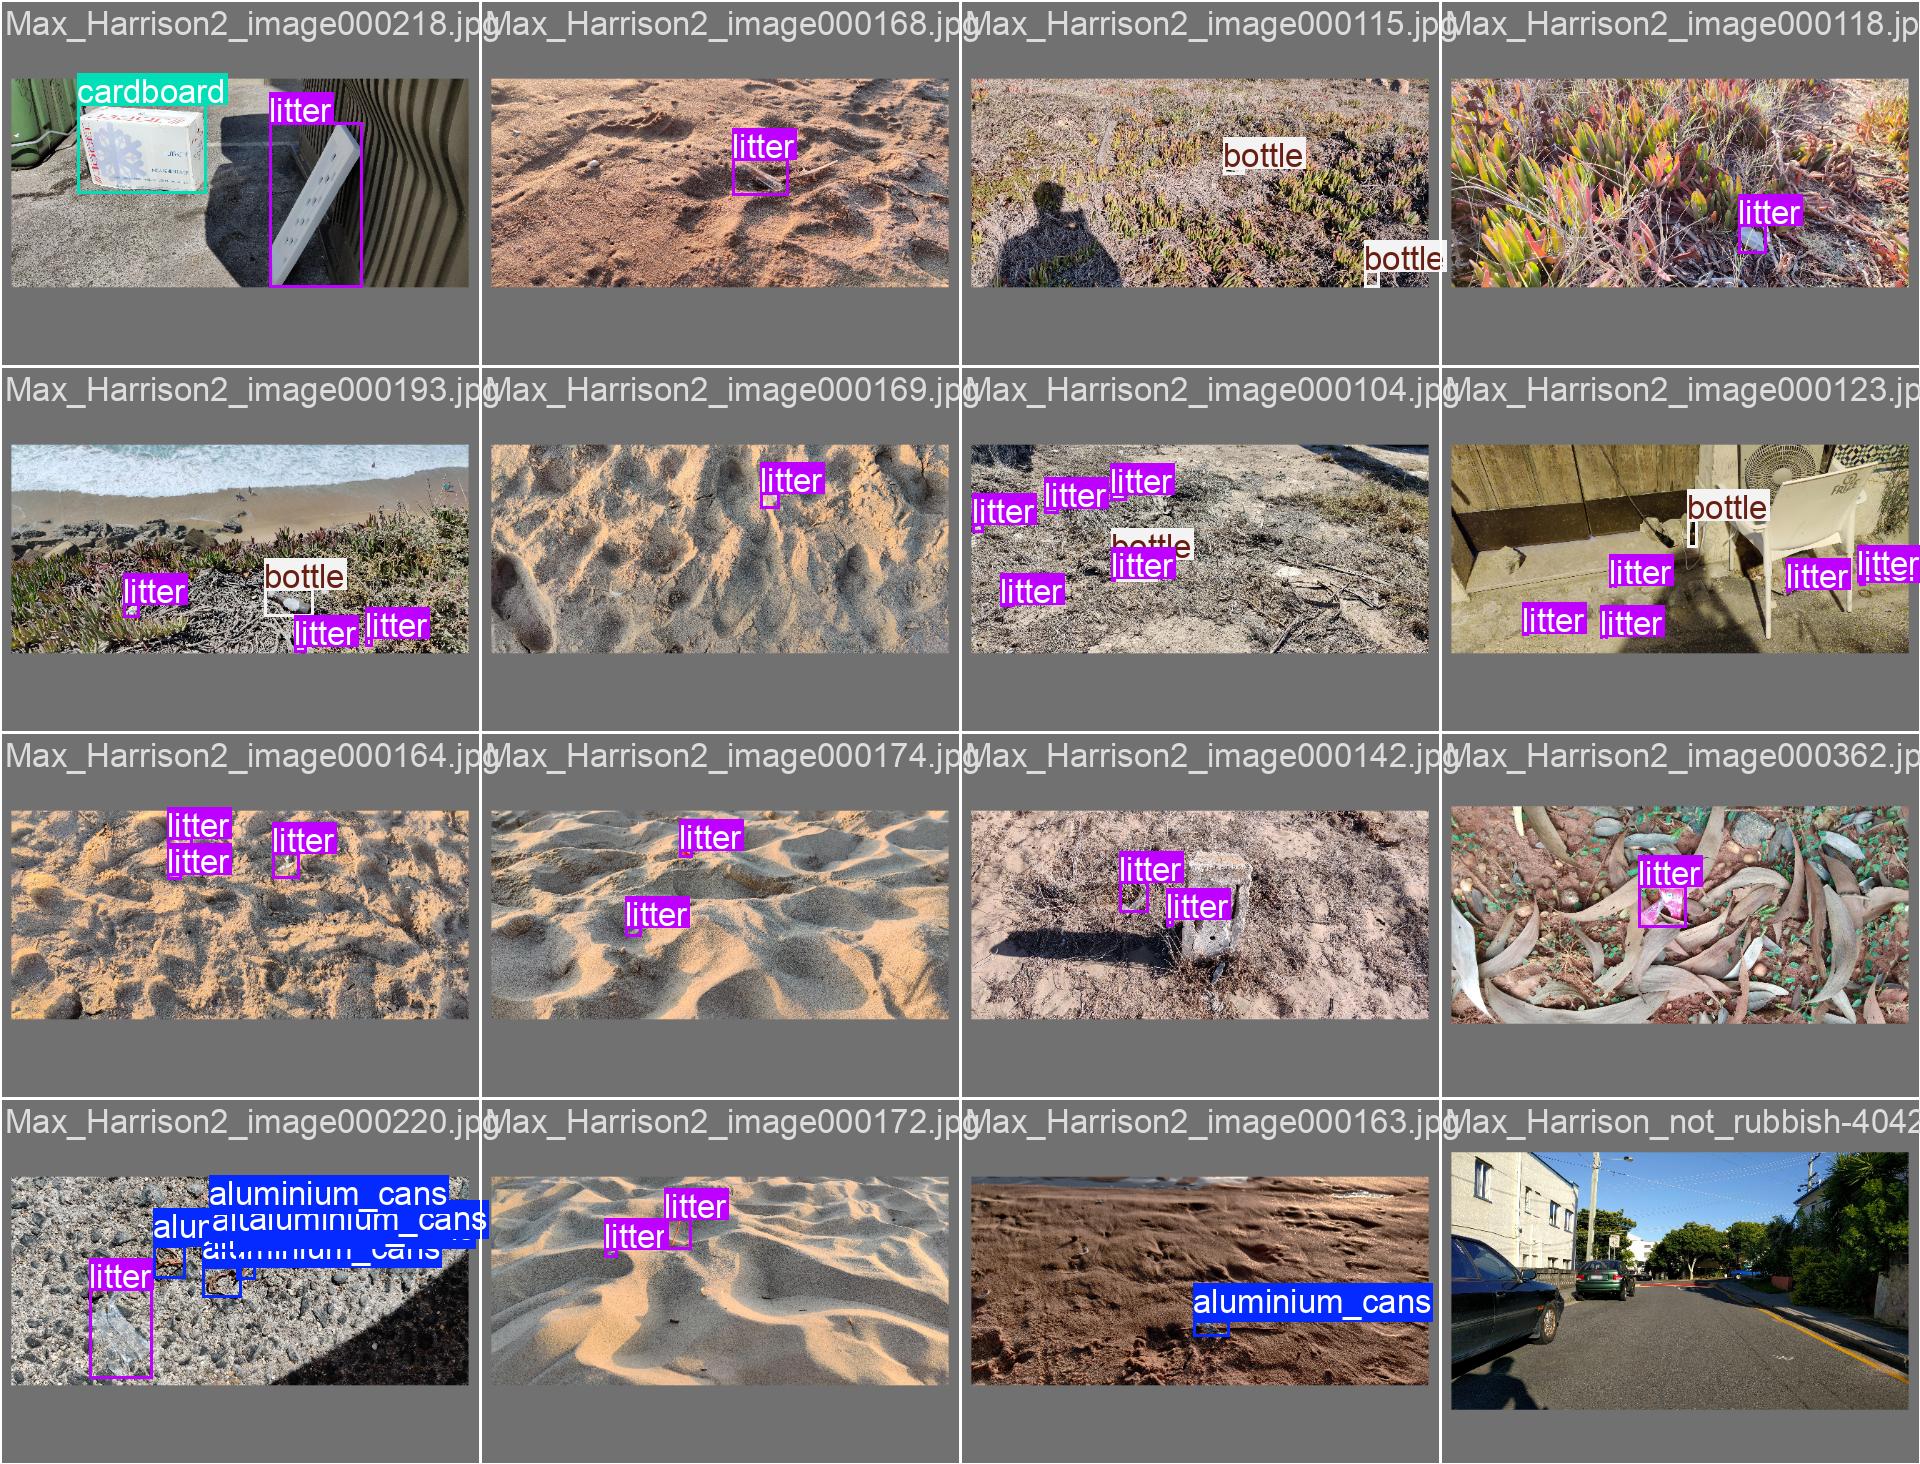 Max_Harrison2_image000218.jpg
Max_Harrison2_image000168.jpg
Max_Harrison2_image000115.jpg
Max_Harrison2_image000118.jp
cardboard
litter
litter
bottle
bottle
litter
Max_Harrison2_image000193.jpg
Max_Harrison2_image000169.jpg
Max_Harrison2_image000104.jpg
Max_Harrison2_image000123.jp
litter
bottle
litter
litter
litter
litter
litter
litter
bottle
litter
litter
bottle
litter
litter
litter
litter
litter
Max_Harrison2_image000164.jpg
Max_Harrison2_image000174.jpg
Max_Harrison2_image000142.jpg
Max_Harrison2_image000362.jp
litter
litter
litter
litter
litter
litter
litter
litter
Max_Harrison2_image000220.jpg
Max_Harrison2_image000172.jpg
Max_Harrison2_image000163.jpg
Max_Harrison_not_rubbish-4042
aluminium_cans
aluminium_cans
aluminium_cans
litter
litter
litter
aluminium_cans